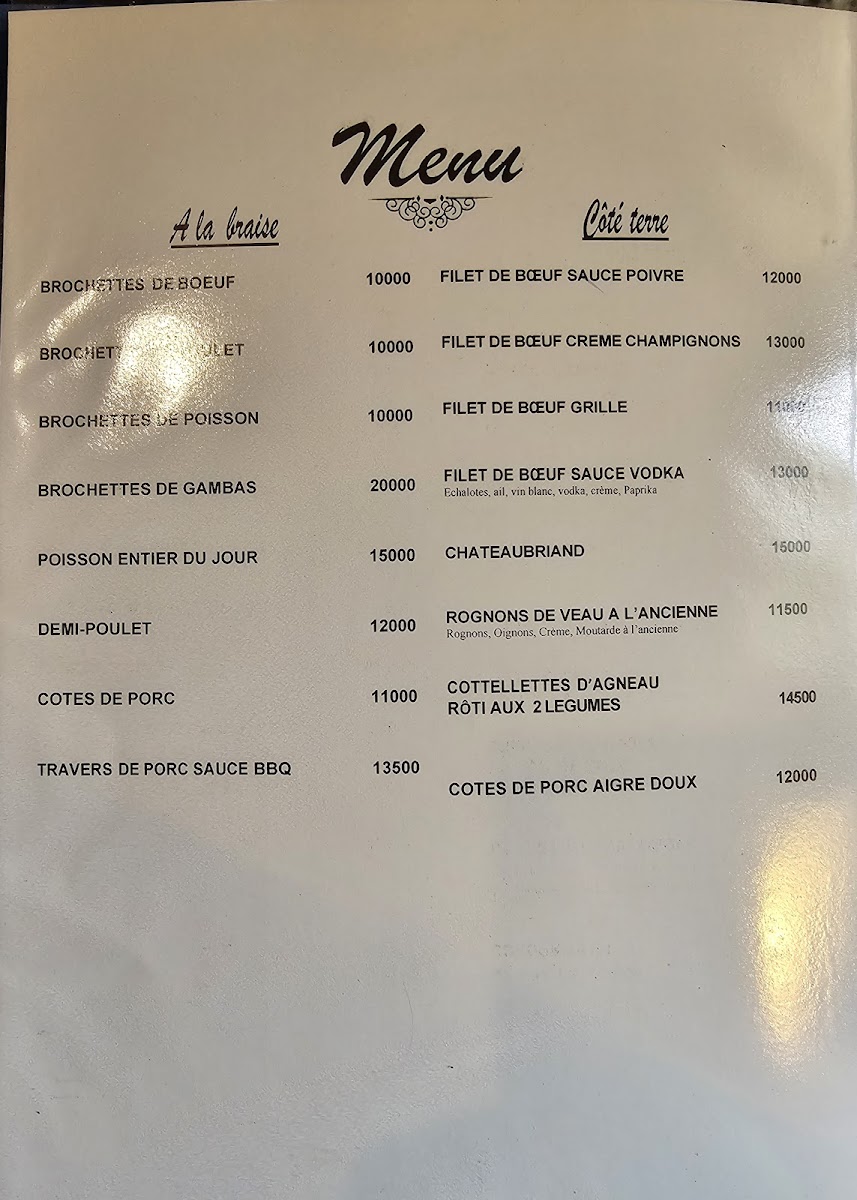 Menu
A la braise
BROCHETTES DE BOEUF 10000
BROCHETTES DE POULET 10000
BROCHETTES DE POISSON 10000
BROCHETTES DE GAMBAS 20000
POISSON ENTIER DU JOUR 15000
DEMI-POULET 12000
COTES DE PORC 11000
TRAVERS DE PORC SAUCE BBQ 13500
Côté terre
FILET DE BŒUF SAUCE POIVRE 12000
FILET DE BŒUF CREME CHAMPIGNONS 13000
FILET DE BŒUF GRILLE 11000
FILET DE BŒUF SAUCE VODKA 13000
Echalotes, ail, vin blanc, vodka, crème, Paprika
CHATEAUBRIAND 15000
ROGNONS DE VEAU A L’ANCIENNE 11500
Rognons, Oignons, Crème, Moutarde à l’ancienne
COTTELLETTES D’AGNEAU
RÔTI AUX 2 LEGUMES 14500
COTES DE PORC AIGRE DOUX 12000